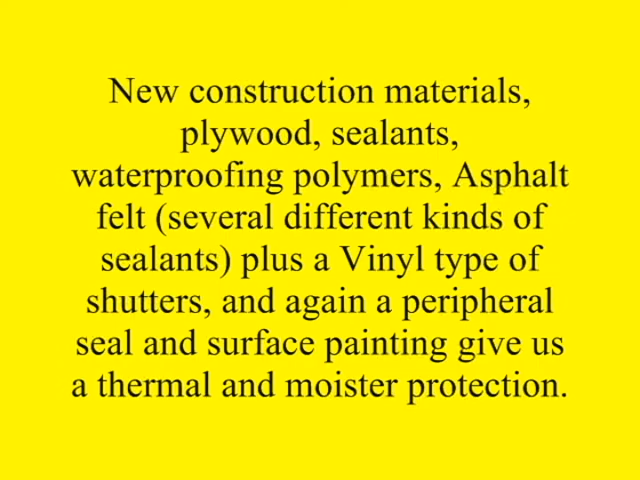 New construction materials,
plywood, sealants,
waterproofing polymers, Asphalt
felt (several different kinds of
sealants) plus a Vinyl type of
shutters, and again a peripheral
seal and surface painting give us
a thermal and moister protection.